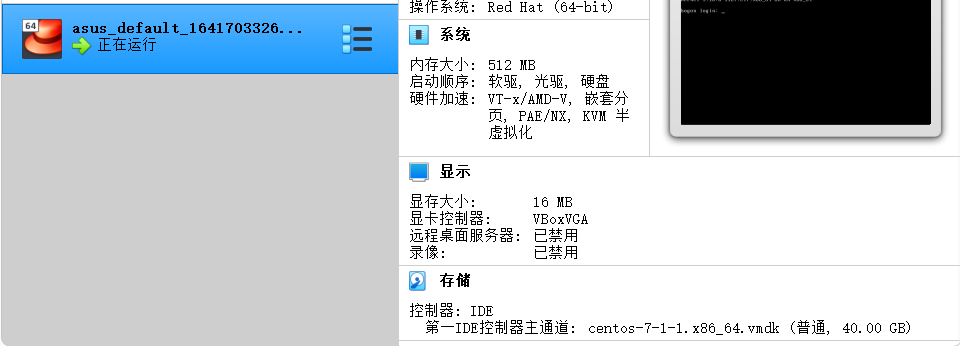 操作系统: Red Hat (64-bit)
64
asus_default_1641703326...
正在运行
系统
内存大小: 512 MB
启动顺序: 软驱, 光驱, 硬盘
硬件加速: VT-x/AMD-V, 嵌套分
页, PAE/NX, KVM 半
虚拟化
显示
显存大小: 16 MB
显卡控制器: VBoxVGA
远程桌面服务器: 已禁用
录像: 已禁用
存储
控制器: IDE
第一IDE控制器主通道: centos-7-1-1.x86_64.vmdk (普通, 40.00 GB)